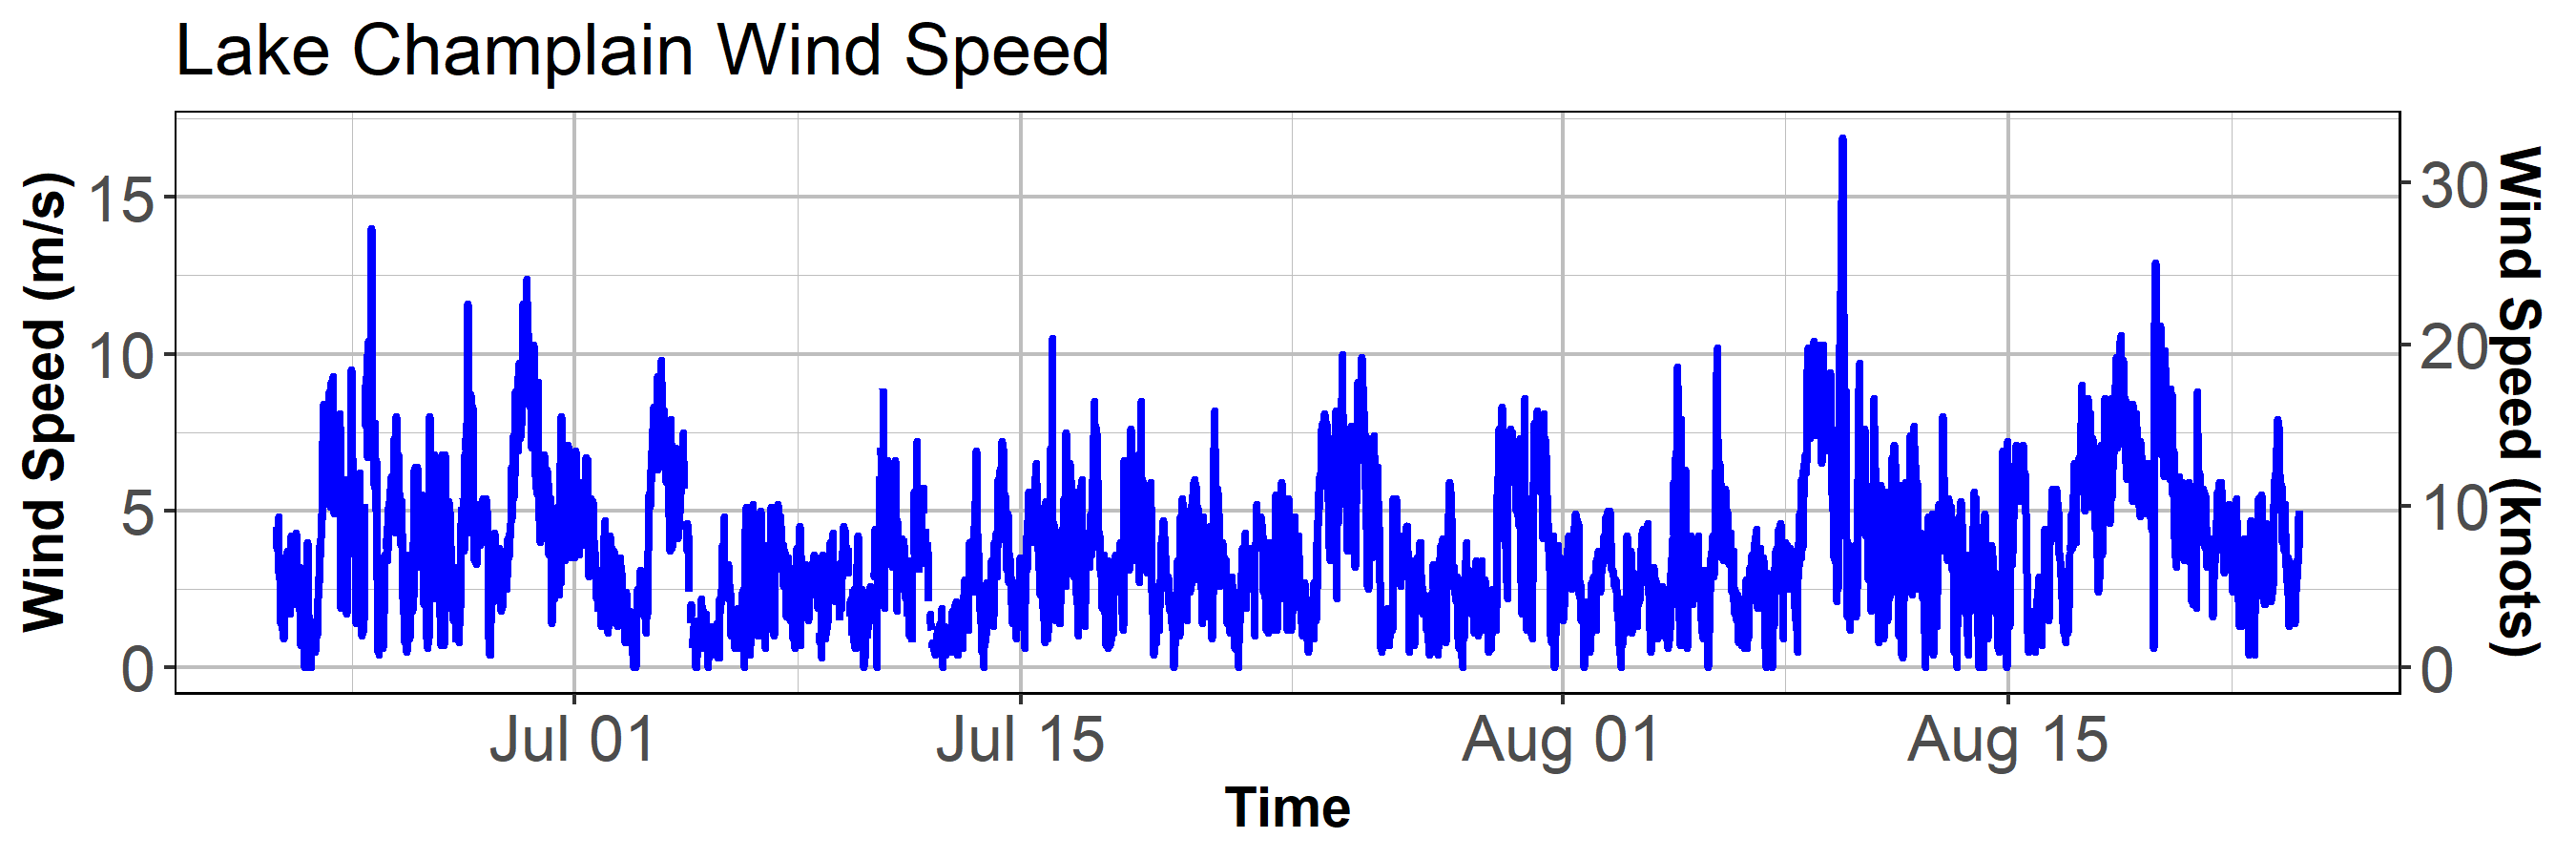 Lake Champlain Wind Speed
Wind Speed (m/s)
15
10
5
0
30
20
10
0
Wind Speed (knots)
Jul 01
Jul 15
Aug 01
Aug 15
Time